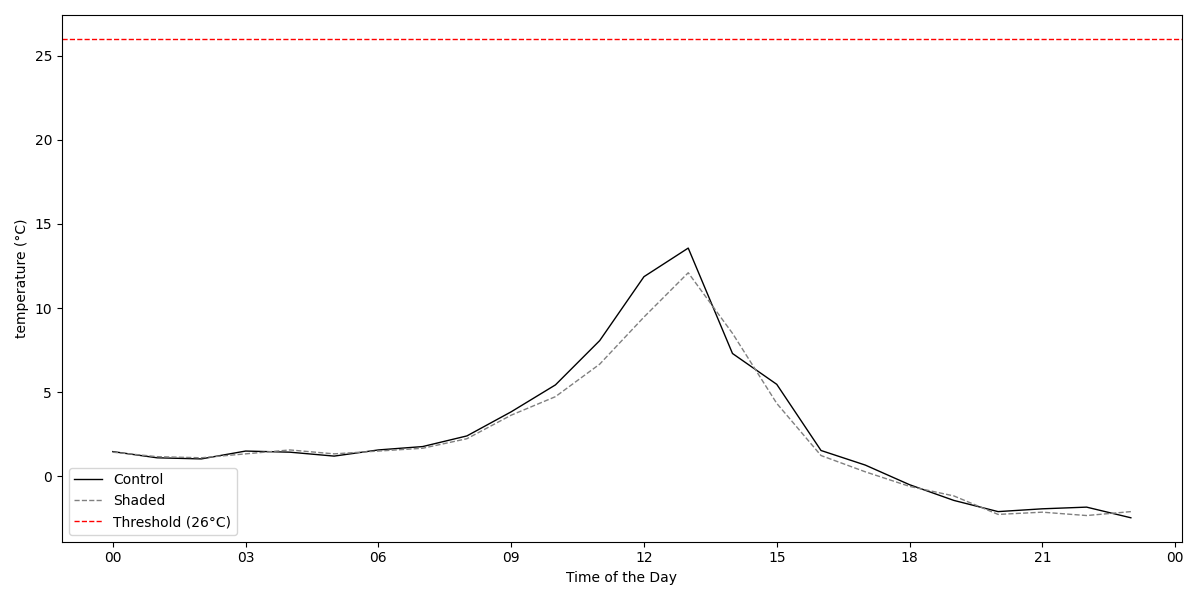 25
20
15
10
5
0
temperature (°C)
Control
Shaded
Threshold (26°C)
00 03 06 09 12 15 18 21 00
Time of the Day